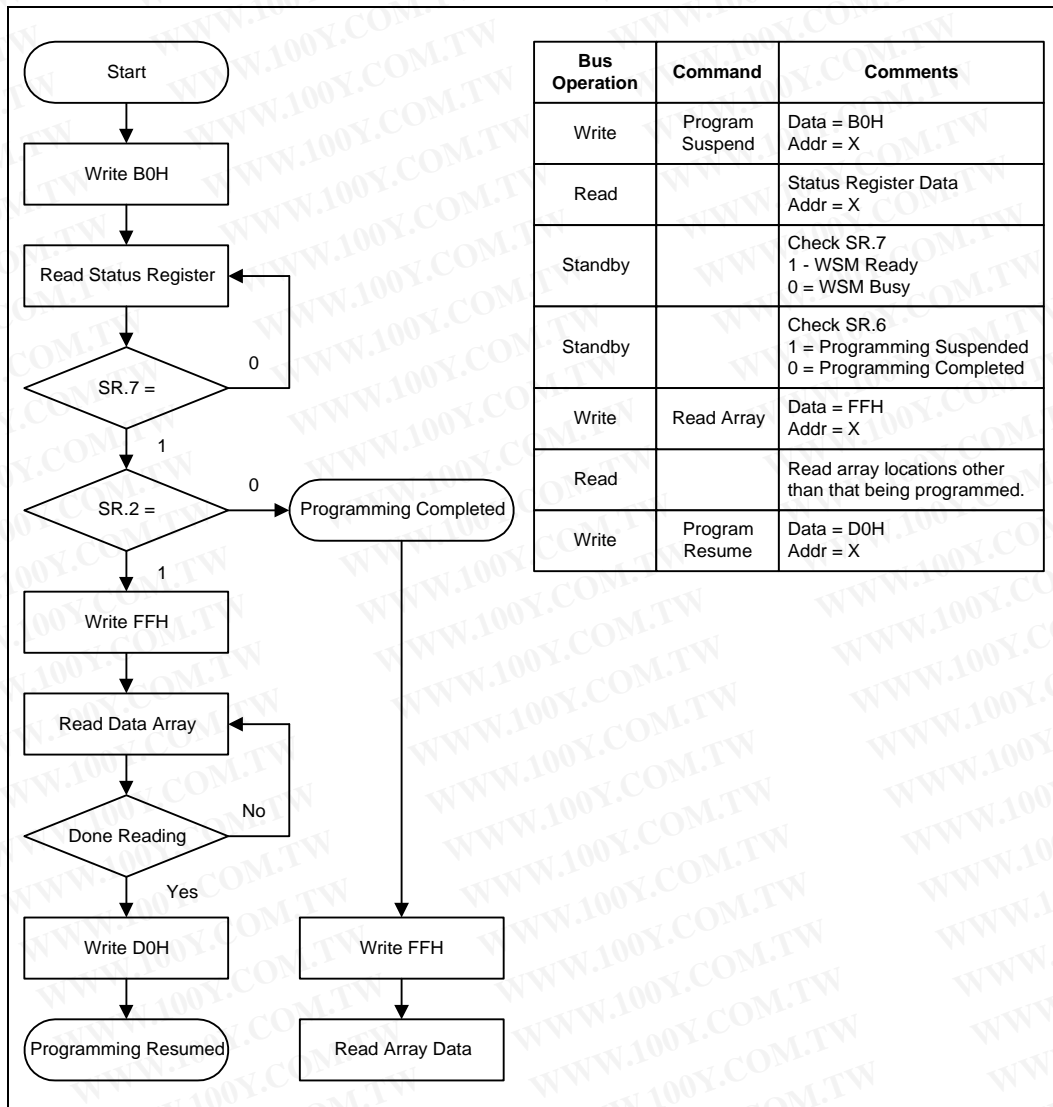 Start
Write B0H
Read Status Register
SR.7 =
0
1
SR.2 =
0
Programming Completed
1
Write FFH
Read Data Array
Done Reading
No
Yes
Write D0H
Programming Resumed
Write FFH
Read Array Data
Bus
Operation
Command
Comments
Write
Program
Suspend
Data = B0H
Addr = X
Read
Status Register Data
Addr = X
Standby
Check SR.7
1 - WSM Ready
0 = WSM Busy
Standby
Check SR.6
1 = Programming Suspended
0 = Programming Completed
Write
Read Array
Data = FFH
Addr = X
Read
Read array locations other
than that being programmed.
Write
Program
Resume
Data = D0H
Addr = X
WWW.100Y.COM.TW